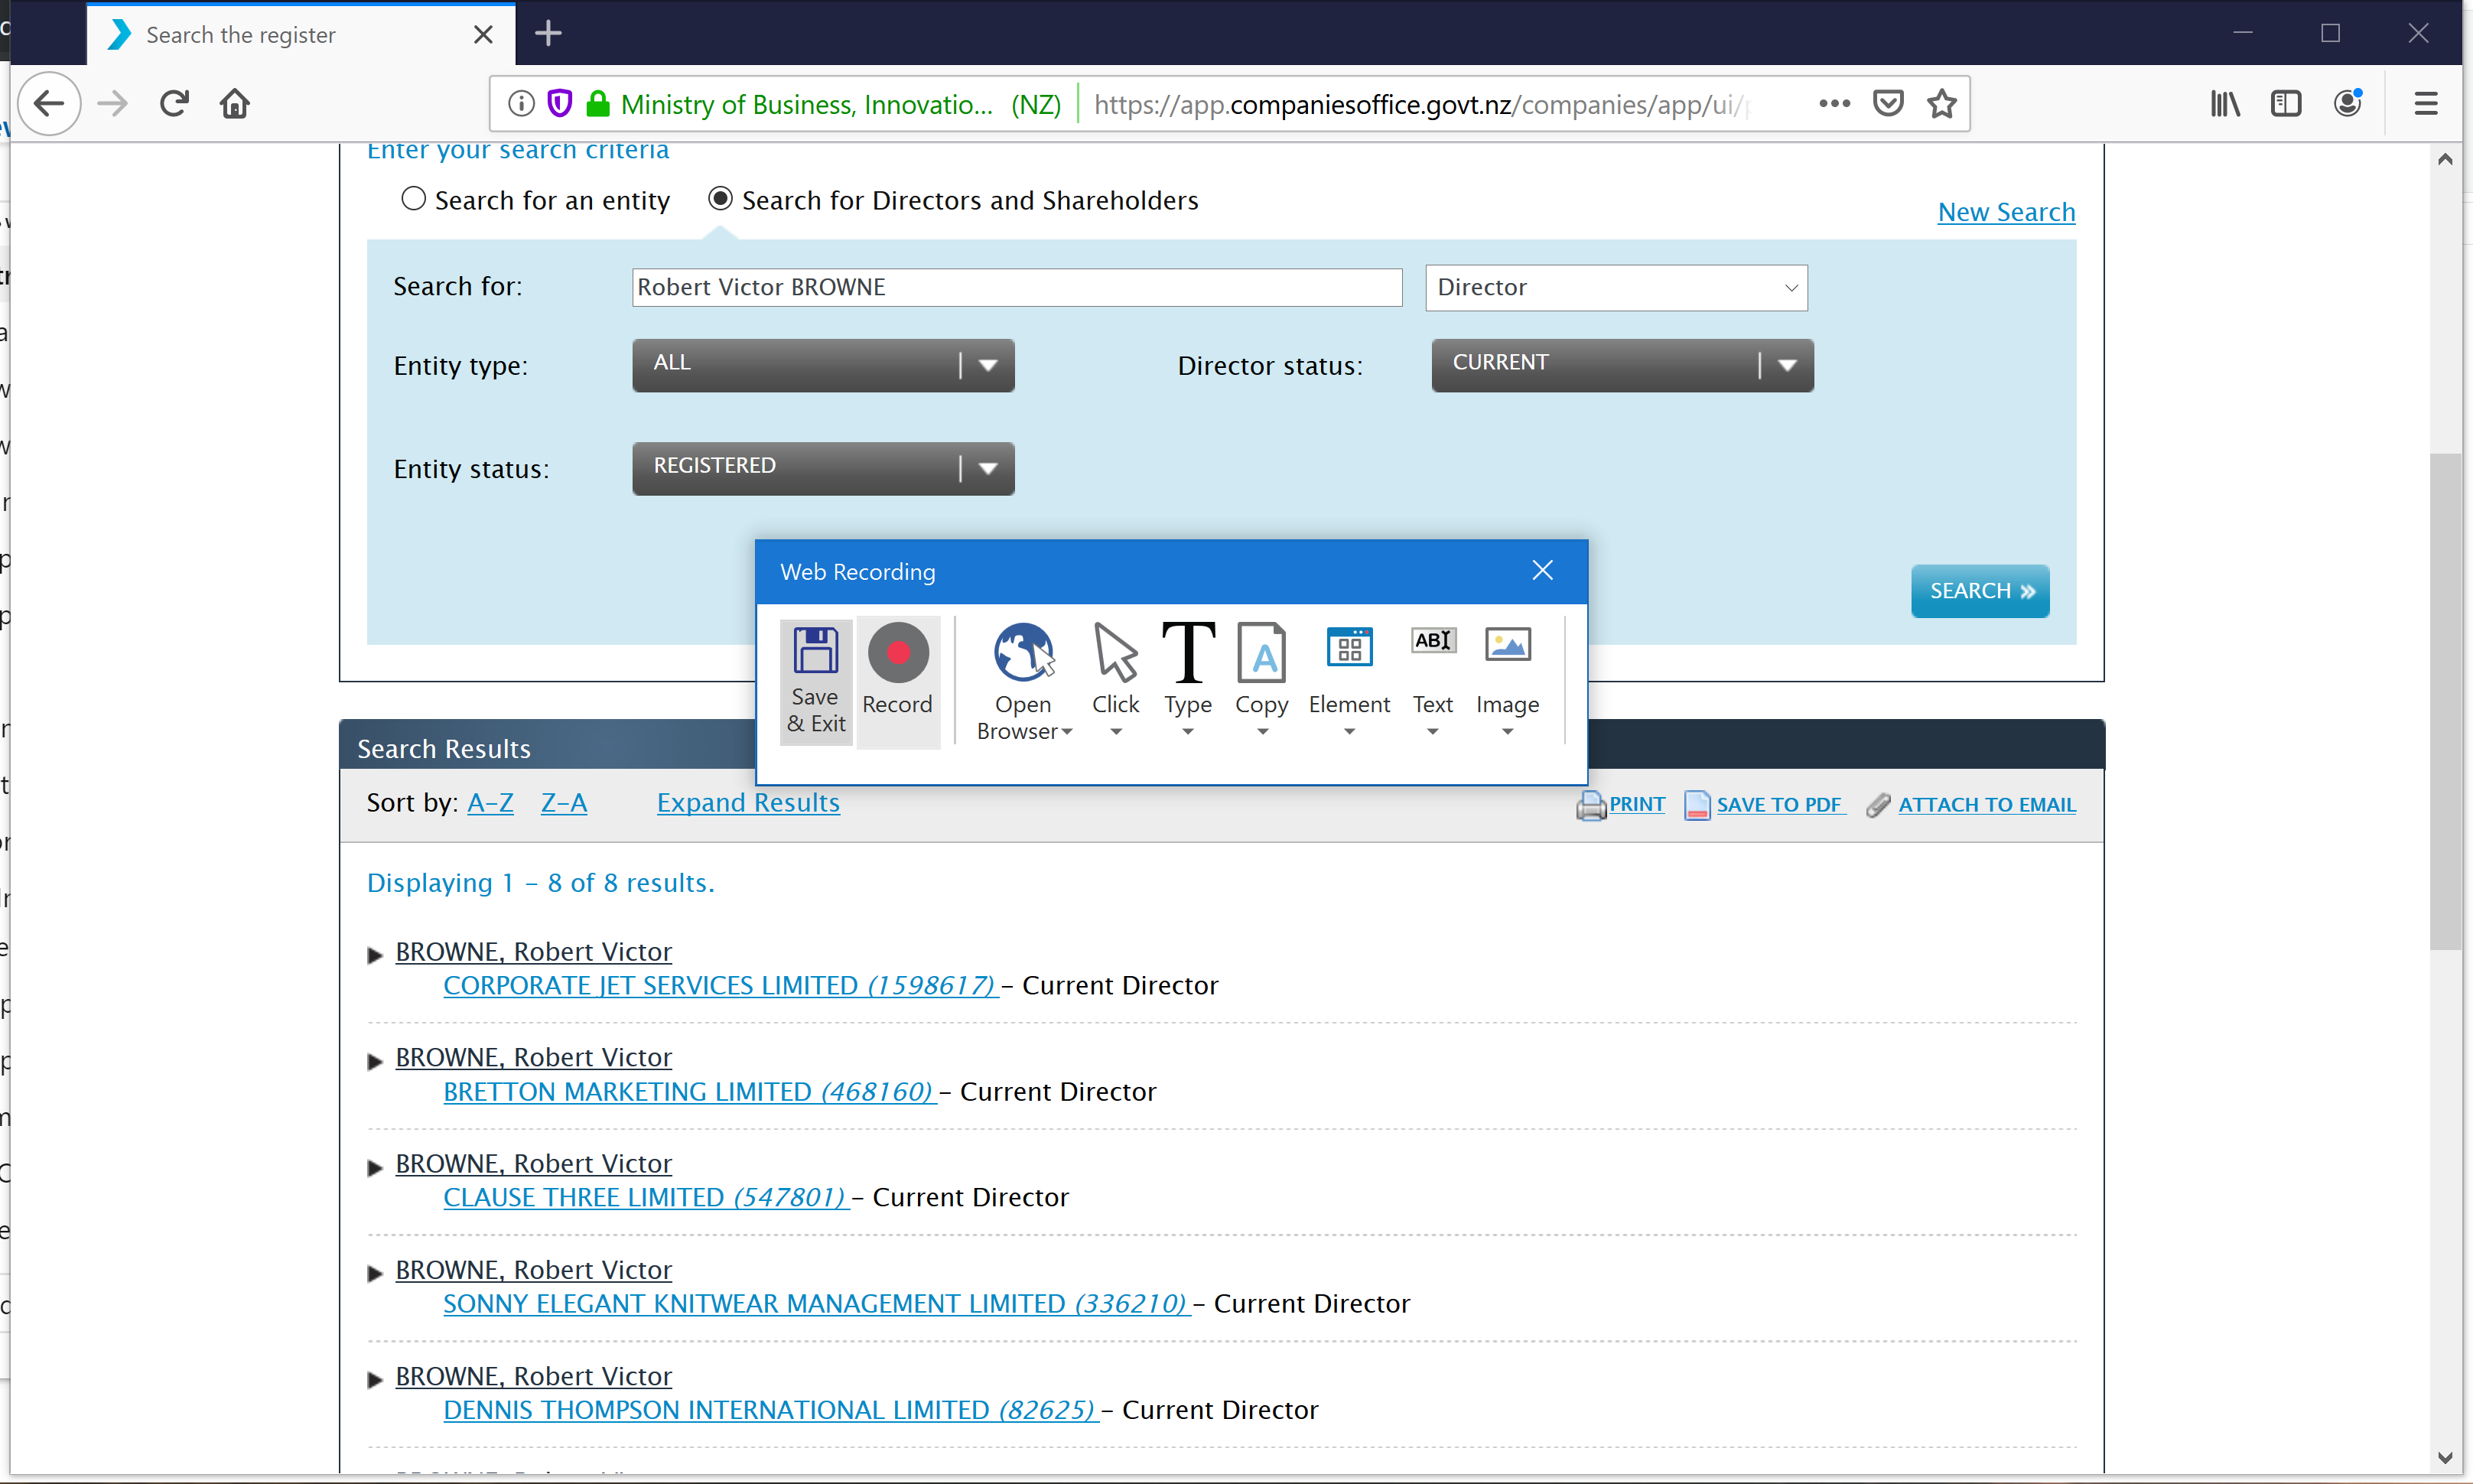 Search the register
Ministry of Business, Innovatio... (NZ) https://app.companiesoffice.govt.nz/companies/app/ui/
Enter your search criteria
Search for an entity Search for Directors and Shareholders
New Search
Search for: Robert Victor BROWNE Director
Entity type: ALL Director status: CURRENT
Entity status: REGISTERED
SEARCH »
Web Recording
Save & Exit
Record
Open Browser
Click
Type
Copy
Element
Text
Image
Search Results
Sort by: A-Z Z-A Expand Results PRINT SAVE TO PDF ATTACH TO EMAIL
Displaying 1 - 8 of 8 results.
BROWNE, Robert Victor
CORPORATE JET SERVICES LIMITED (1598617) - Current Director
BROWNE, Robert Victor
BRETTON MARKETING LIMITED (468160) - Current Director
BROWNE, Robert Victor
CLAUSE THREE LIMITED (547801) - Current Director
BROWNE, Robert Victor
SONNY ELEGANT KNITWEAR MANAGEMENT LIMITED (336210) - Current Director
BROWNE, Robert Victor
DENNIS THOMPSON INTERNATIONAL LIMITED (82625) - Current Director